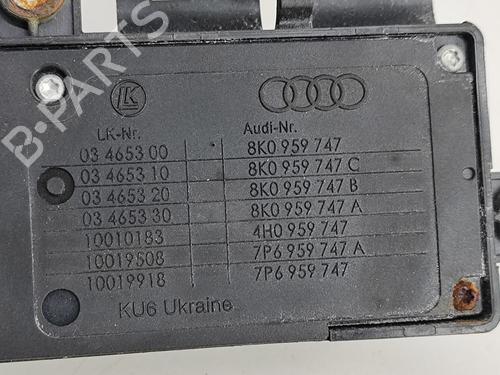 B-PARTS
LK
LK-Nr. Audi-Nr.
03 4653 00 8K0 959 747
03 4653 10 8K0 959 747 C
03 4653 20 8K0 959 747 B
03 4653 30 8K0 959 747 A
10010183 4H0 959 747
10019508 7P6 959 747 A
10019918 7P6 959 747
KU6 Ukraine